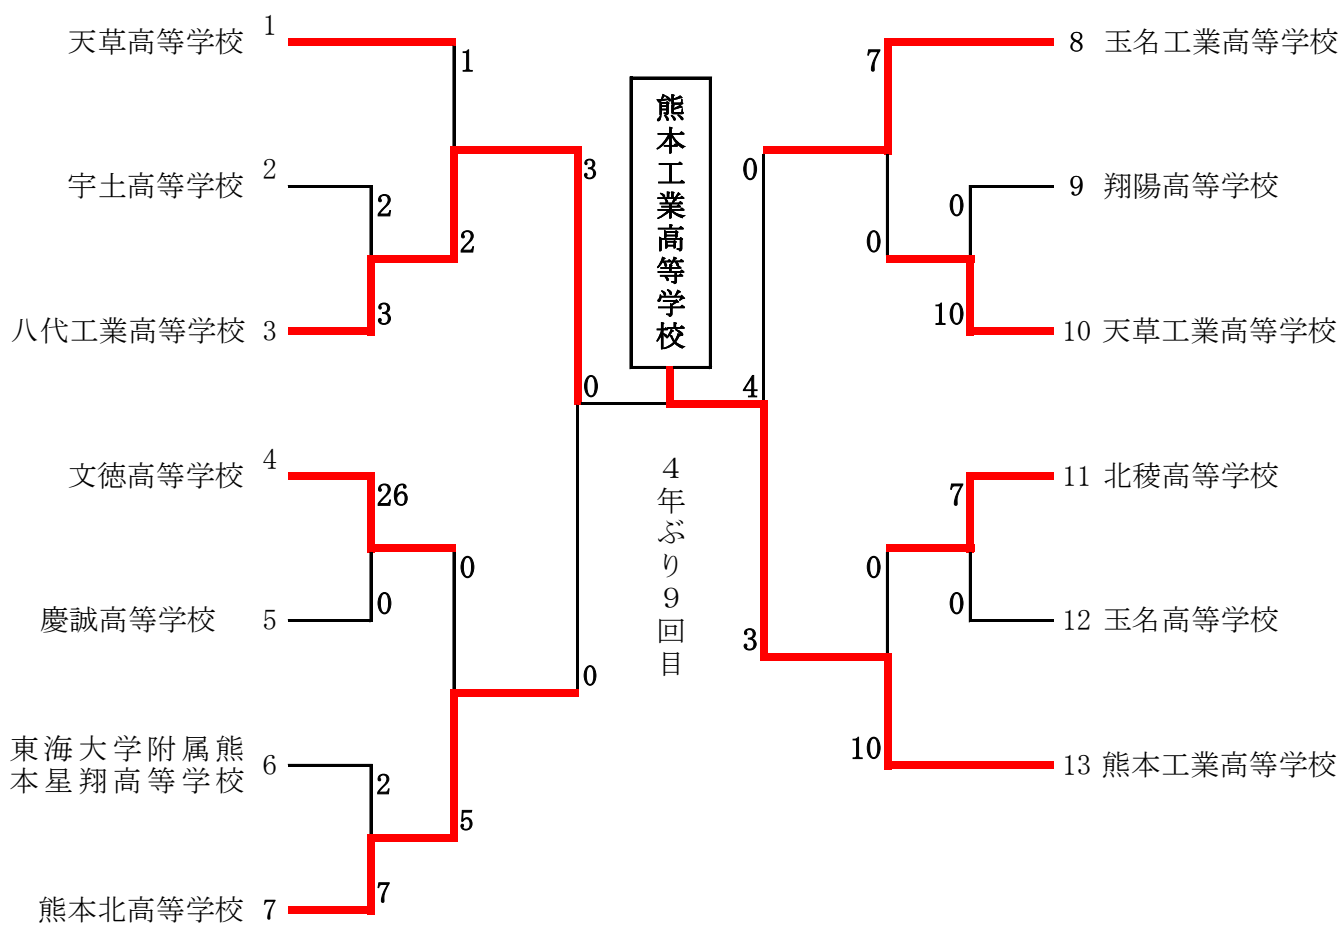 天草高等学校 1
1
宇土高等学校 2
2
2
八代工業高等学校 3
3
3
文徳高等学校 4
26
0
慶誠高等学校 5
0
東海大学附属熊
本星翔高等学校 6
2
5
熊本北高等学校 7
7
0
0
熊本工業高等学校
4年ぶり9回目
4
0
3
7
8 玉名工業高等学校
0
9 翔陽高等学校
0
10
10 天草工業高等学校
7
11 北稜高等学校
0
0
12 玉名高等学校
10
13 熊本工業高等学校